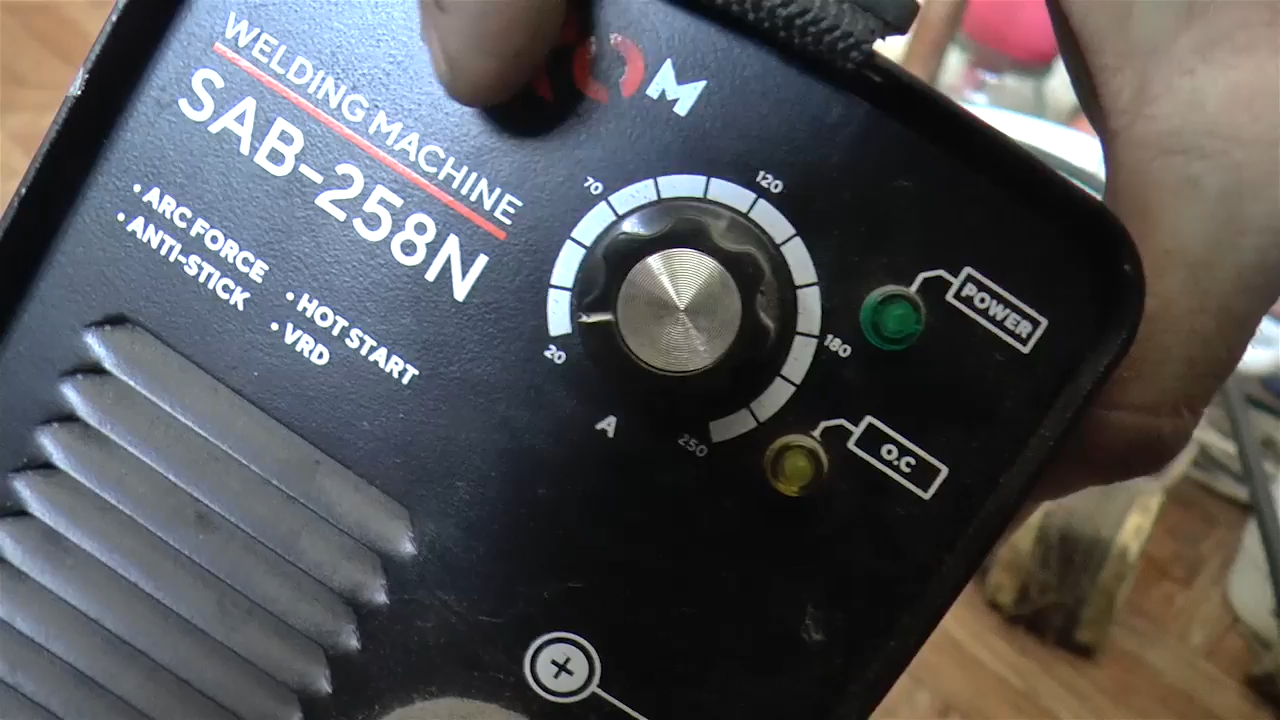 WELDING MACHINE
SAB-258N
• ARC FORCE
• ANTI-STICK
• HOT START
• VRD
70
120
20
180
250
A
POWER
O.C
+